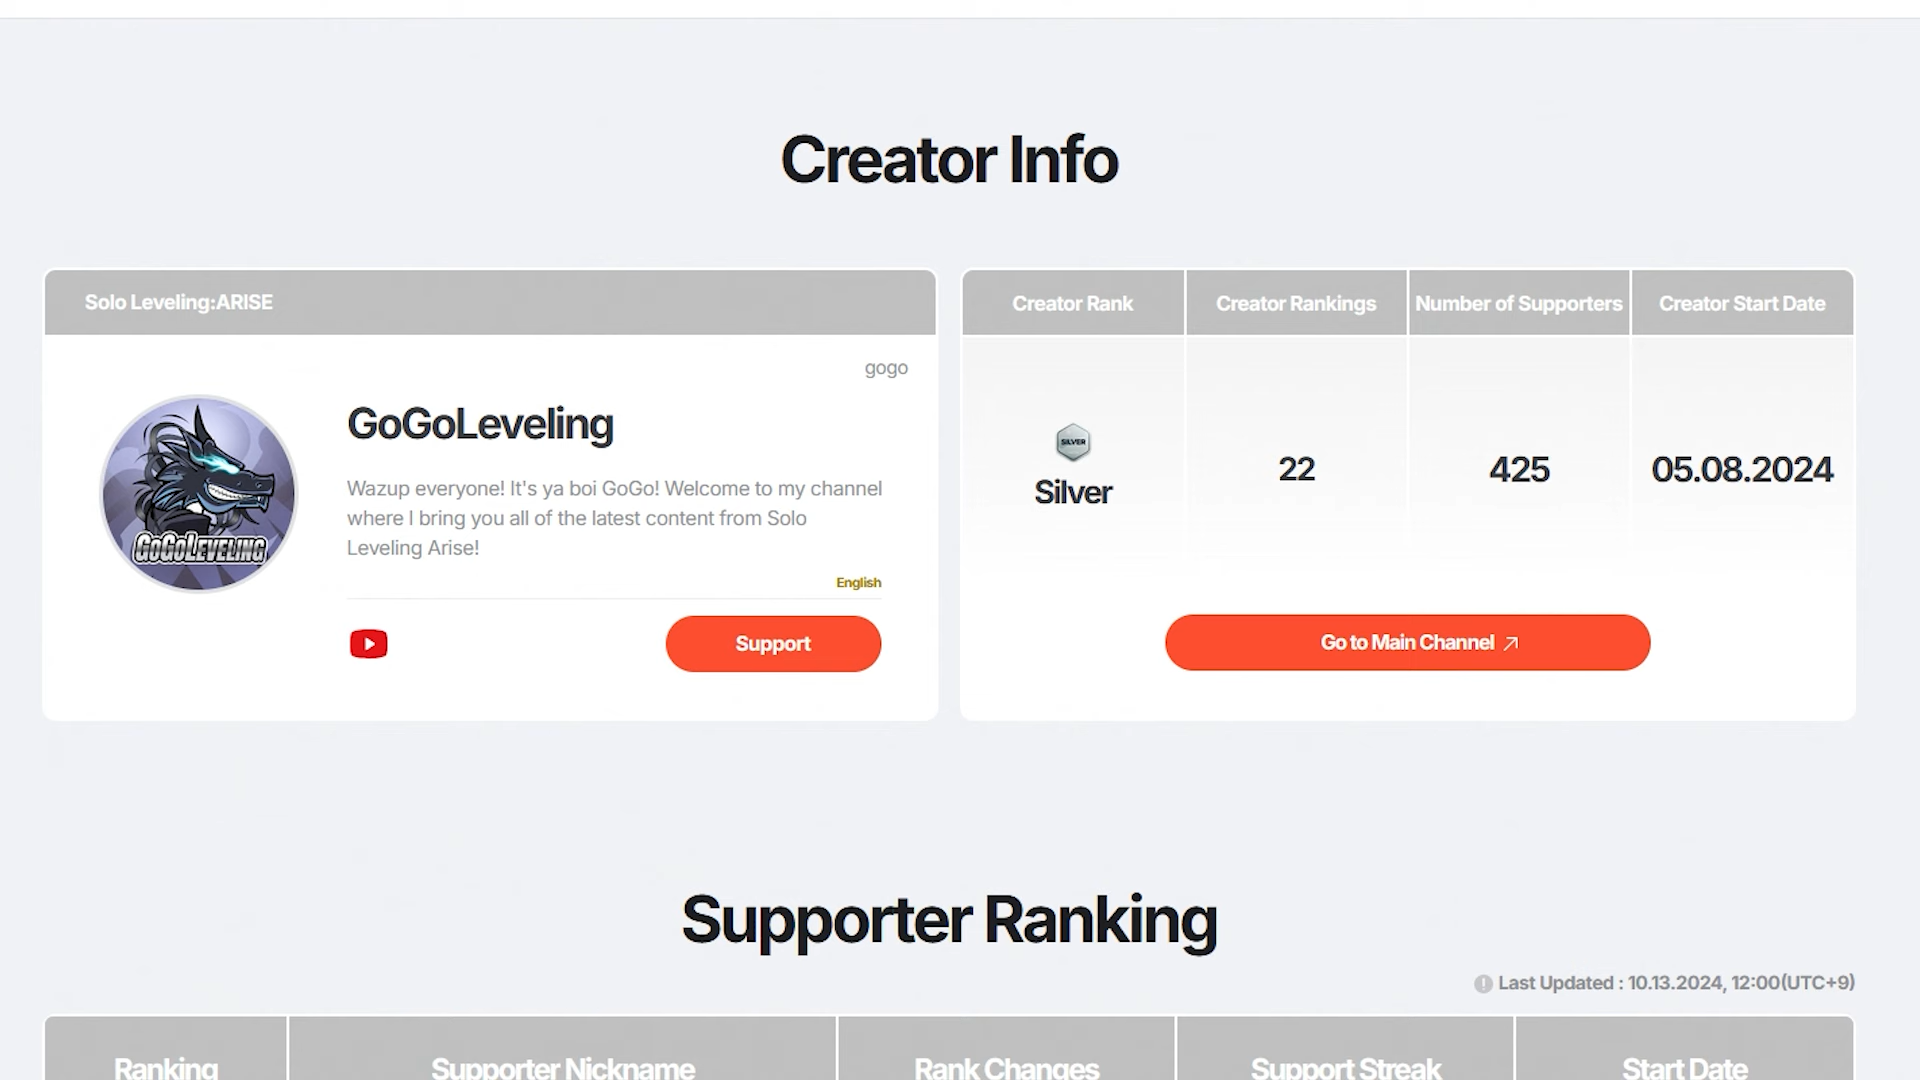 Creator Info
Solo Leveling:ARISE
gogo
GoGoLeveling
Wazup everyone! It's ya boi GoGo! Welcome to my channel
where I bring you all of the latest content from Solo
Leveling Arise!
English
GoGoLeveling
Support
Creator Rank
Creator Rankings
Number of Supporters
Creator Start Date
SILVER
Silver
22
425
05.08.2024
Go to Main Channel
Supporter Ranking
Last Updated : 10.13.2024, 12:00(UTC+9)
Ranking
Supporter Nickname
Rank Changes
Support Streak
Start Date